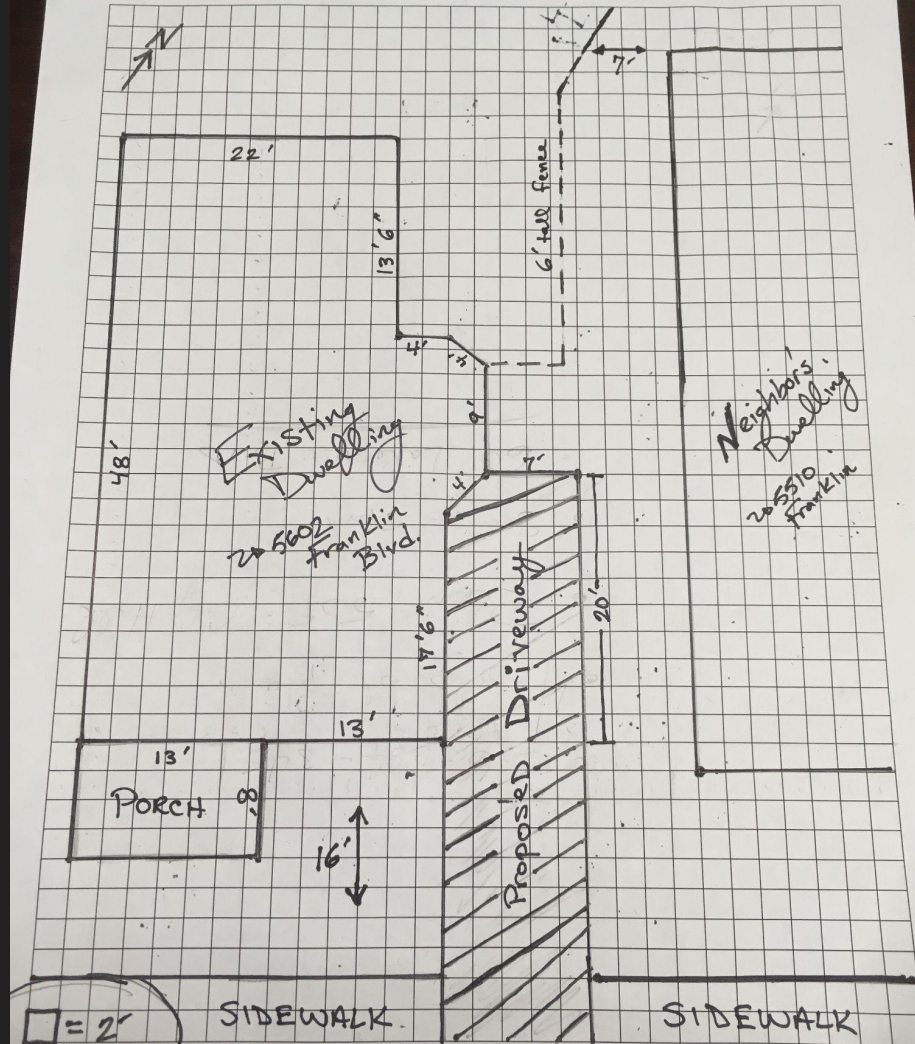 N
7'
22'
6' tall fence
13'6"
4'
9'
48'
Existing
Dwelling
5602
Franklin
Blvd.
Neighbors'
Dwelling
5510
Franklin
7'
4'
20'
17'6"
Proposed Driveway
13'
13'
PORCH
8'
16'
SIDEWALK
SIDEWALK
= 2'